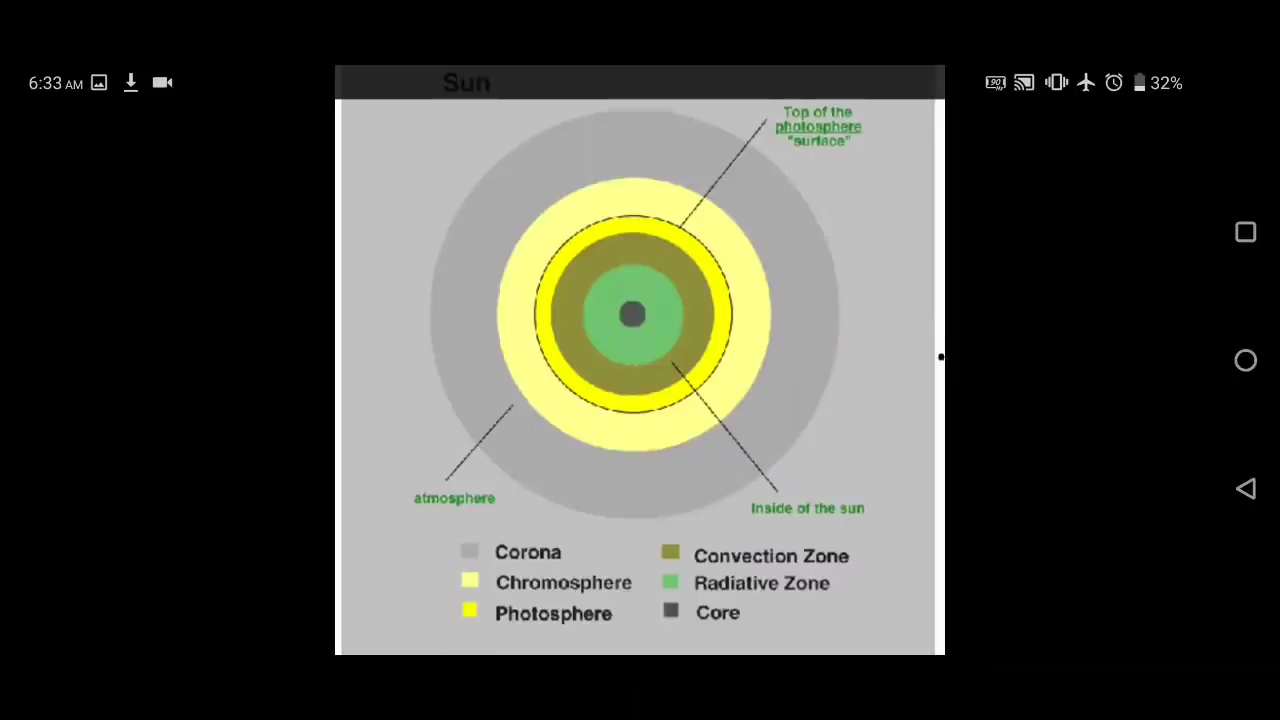 6:33 AM
90
32%
Sun
Top of the
photosphere
"surface"
atmosphere
Inside of the sun
Corona
Chromosphere
Photosphere
Convection Zone
Radiative Zone
Core